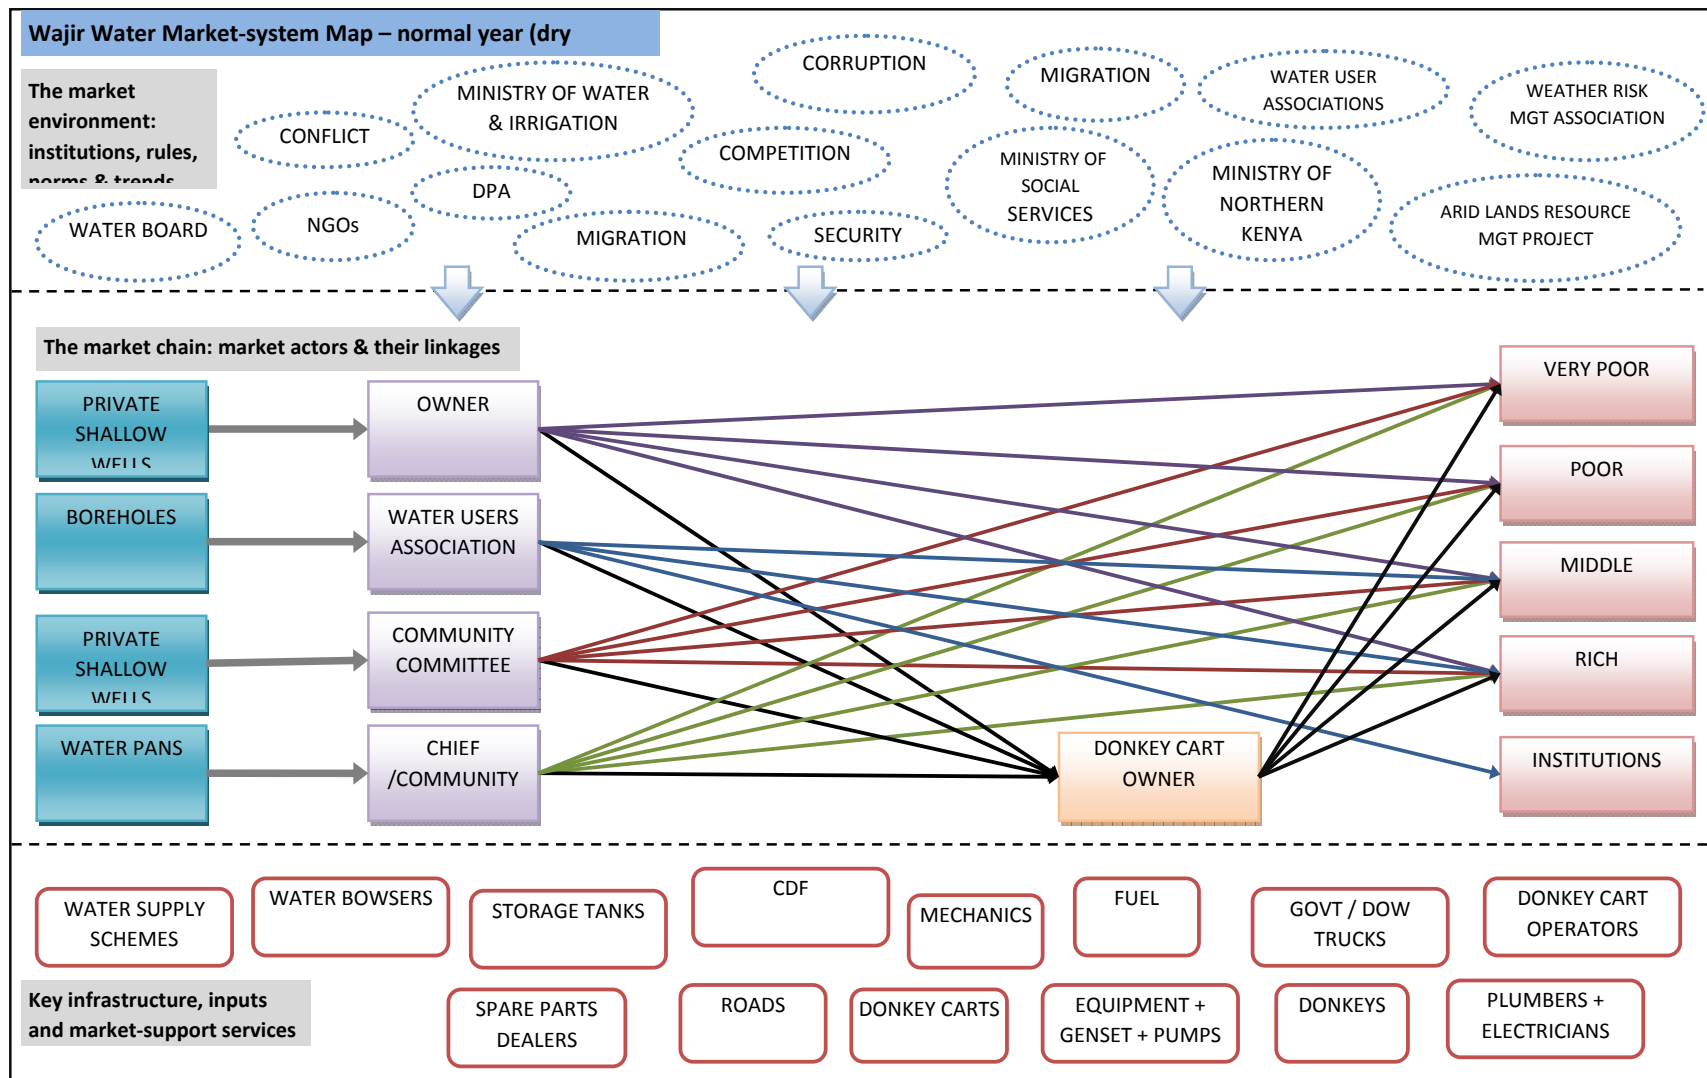 Wajir Water Market-system Map – normal year (dry
The market
environment:
institutions, rules,
norms & trends
CORRUPTION
MIGRATION
WATER USER
ASSOCIATIONS
WEATHER RISK
MGT ASSOCIATION
MINISTRY OF WATER
& IRRIGATION
CONFLICT
COMPETITION
MINISTRY OF
SOCIAL
SERVICES
MINISTRY OF
NORTHERN
KENYA
DPA
NGOs
WATER BOARD
MIGRATION
SECURITY
ARID LANDS RESOURCE
MGT PROJECT
The market chain: market actors & their linkages
PRIVATE
SHALLOW
WELLS
OWNER
VERY POOR
POOR
BOREHOLES
WATER USERS
ASSOCIATION
MIDDLE
PRIVATE
SHALLOW
WELLS
COMMUNITY
COMMITTEE
RICH
WATER PANS
CHIEF
/COMMUNITY
DONKEY CART
OWNER
INSTITUTIONS
WATER SUPPLY
SCHEMES
WATER BOWSERS
STORAGE TANKS
CDF
MECHANICS
FUEL
GOVT / DOW
TRUCKS
DONKEY CART
OPERATORS
Key infrastructure, inputs
and market-support services
SPARE PARTS
DEALERS
ROADS
DONKEY CARTS
EQUIPMENT +
GENSET + PUMPS
DONKEYS
PLUMBERS +
ELECTRICIANS